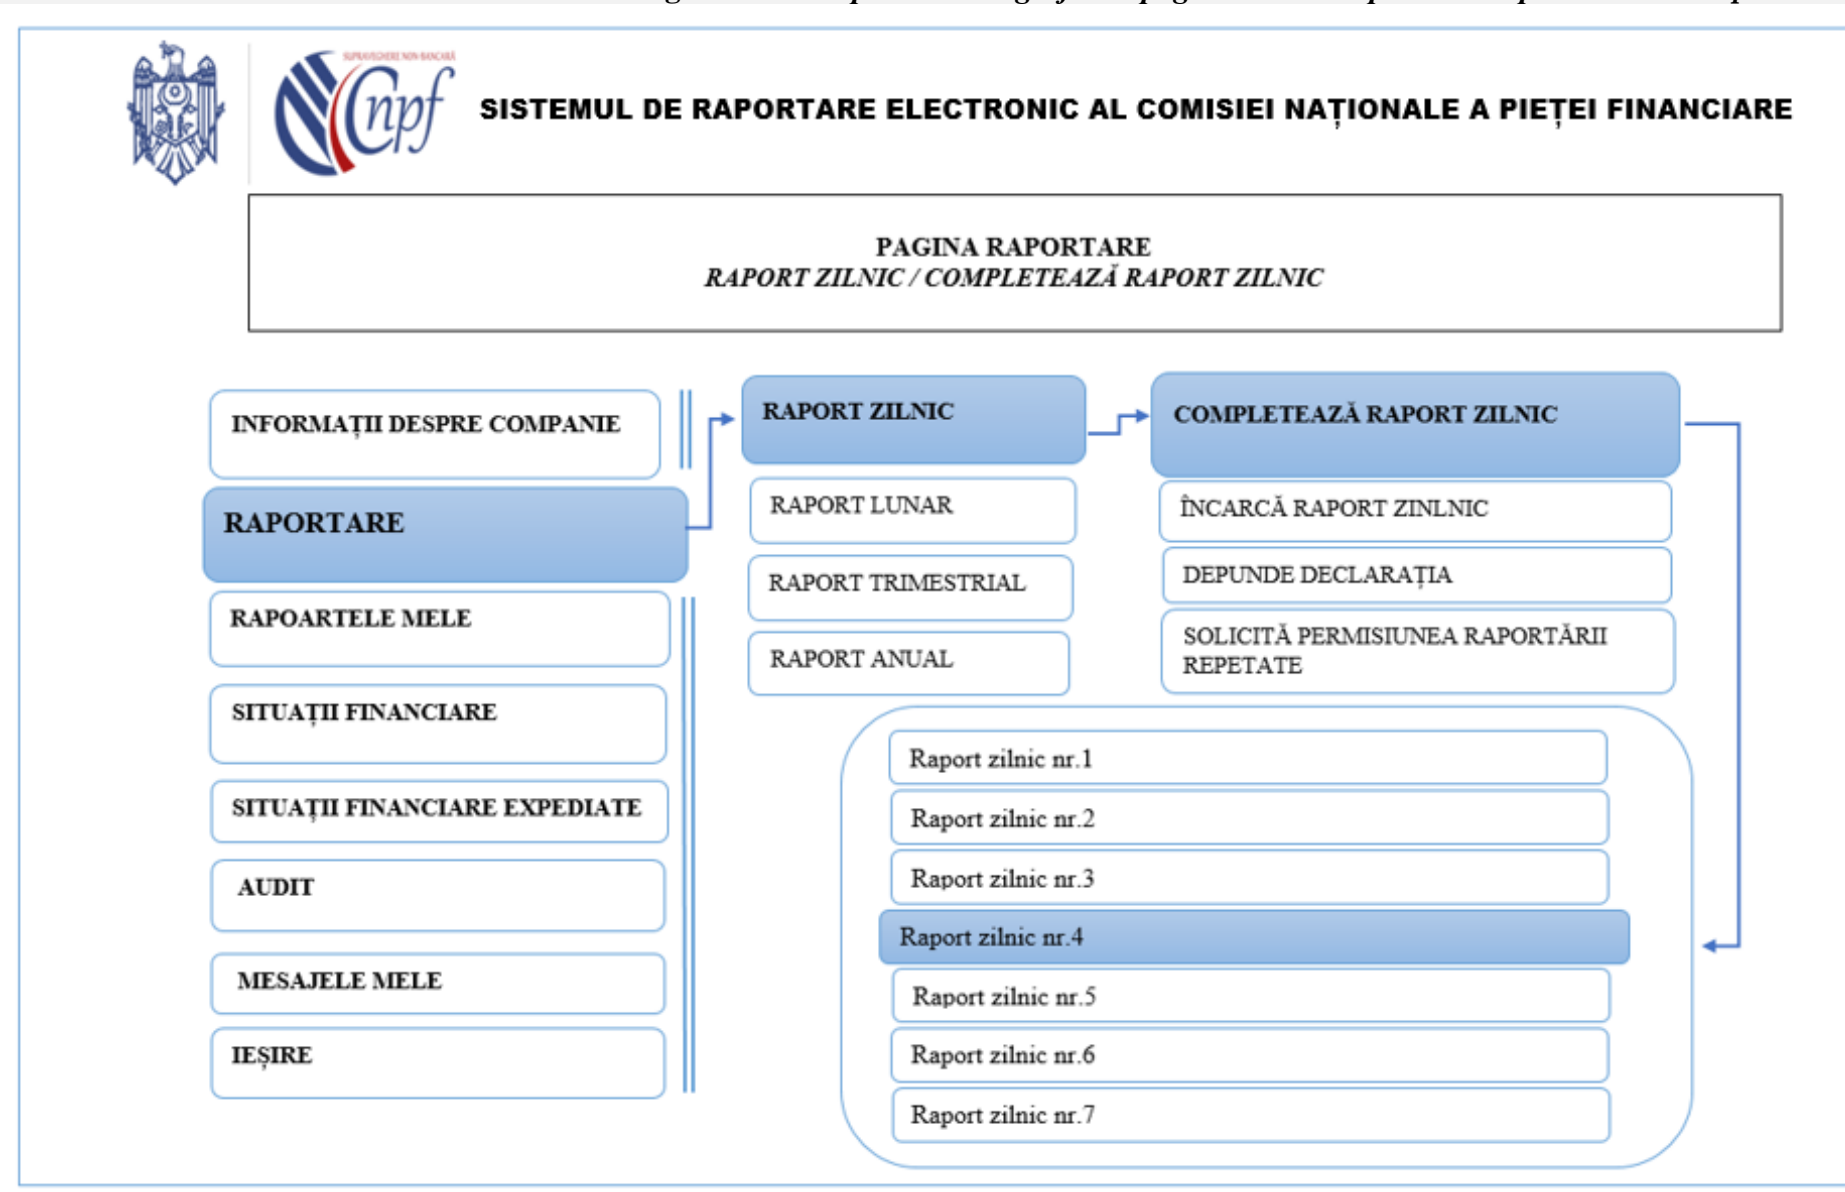 SUPRAVEGHERE NON-BANCARĂ
Cnpf
SISTEMUL DE RAPORTARE ELECTRONIC AL COMISIEI NAȚIONALE A PIEȚEI FINANCIARE
PAGINA RAPORTARE
RAPORT ZILNIC / COMPLETEAZĂ RAPORT ZILNIC
INFORMAȚII DESPRE COMPANIE
RAPORTARE
RAPOARTELE MELE
SITUAȚII FINANCIARE
SITUAȚII FINANCIARE EXPEDIATE
AUDIT
MESAJELE MELE
IEȘIRE
RAPORT ZILNIC
RAPORT LUNAR
RAPORT TRIMESTRIAL
RAPORT ANUAL
COMPLETEAZĂ RAPORT ZILNIC
ÎNCARCĂ RAPORT ZINLNIC
DEPUNDE DECLARAȚIA
SOLICITĂ PERMISIUNEA RAPORTĂRII
REPETATE
Raport zilnic nr.1
Raport zilnic nr.2
Raport zilnic nr.3
Raport zilnic nr.4
Raport zilnic nr.5
Raport zilnic nr.6
Raport zilnic nr.7